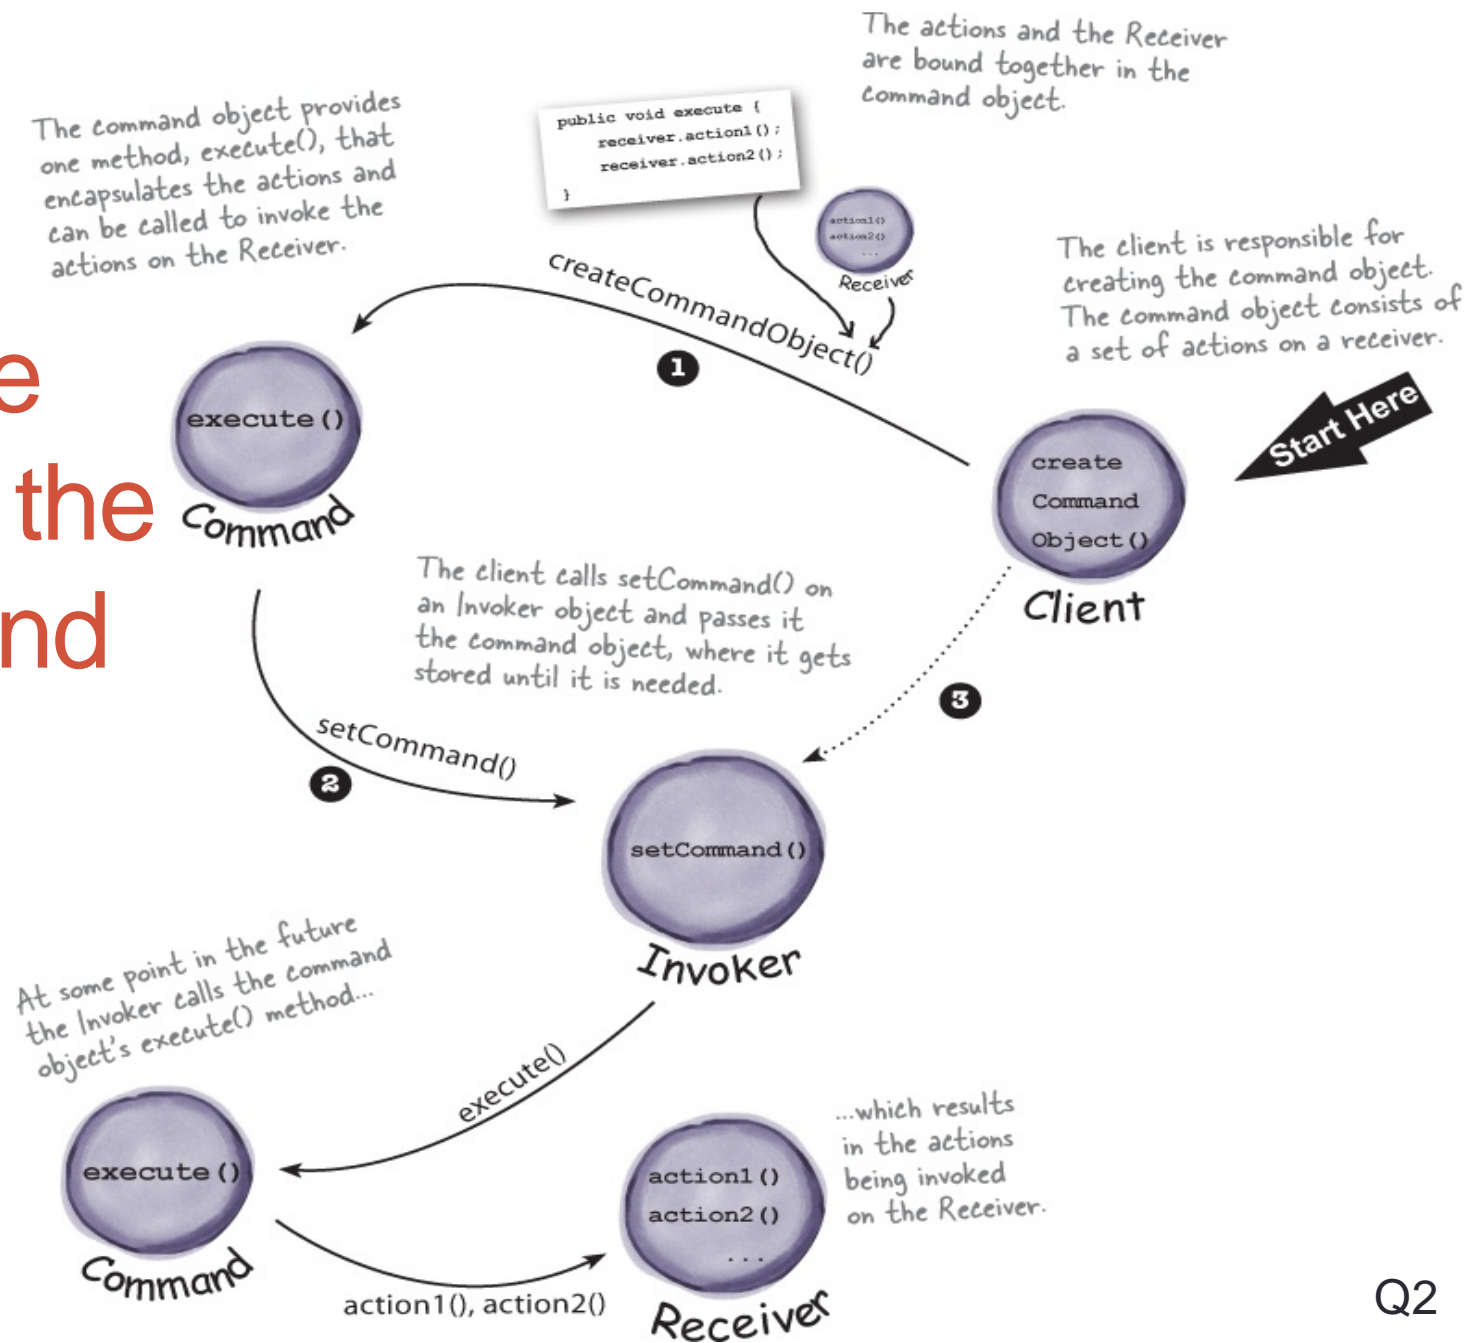 The actions and the Receiver
are bound together in the
command object.
The command object provides
one method, execute(), that
encapsulates the actions and
can be called to invoke the
actions on the Receiver.
public void execute {
receiver.action1();
receiver.action2();
}
action1()
action2()
...
Receiver
The client is responsible for
creating the command object.
The command object consists of
a set of actions on a receiver.
createCommandObject()
1
Start Here
e
the
nd
execute()
Command
create
Command
Object()
Client
The client calls setCommand() on
an Invoker object and passes it
the command object, where it gets
stored until it is needed.
3
setCommand()
2
setCommand()
Invoker
At some point in the future
the Invoker calls the command
object's execute() method...
execute()
execute()
Command
...which results
in the actions
being invoked
on the Receiver.
action1()
action2()
...
Receiver
action1(), action2()
Q2